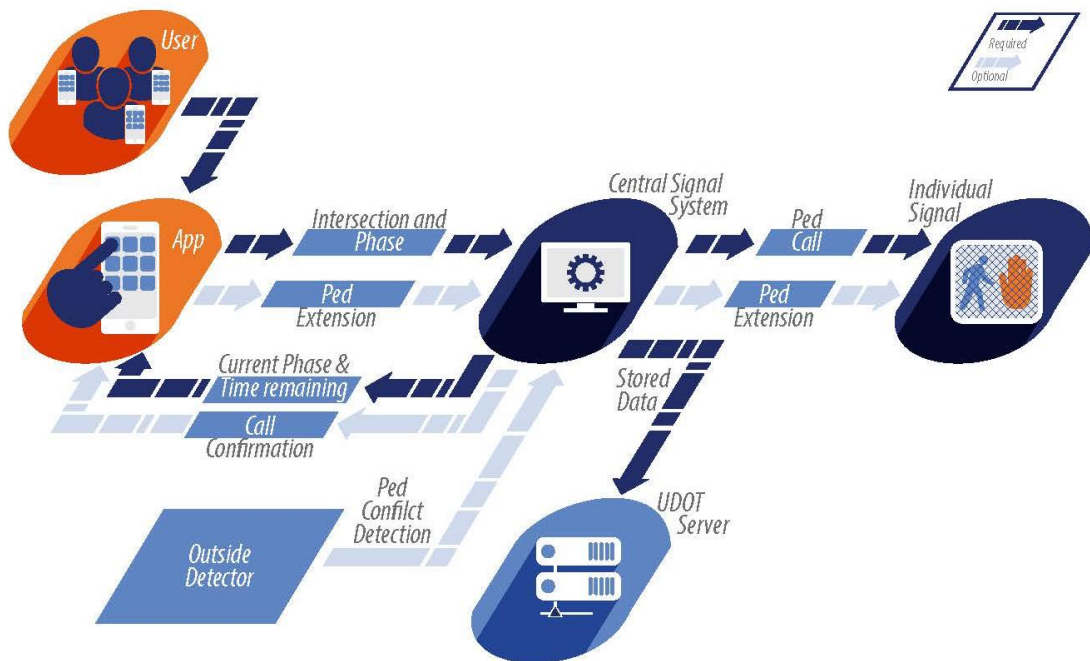 User
Required
Optional
App
Intersection and
Phase
Central Signal
System
Ped
Call
Individual
Signal
Ped
Extension
Ped
Extension
Current Phase &
Time remaining
Call
Confirmation
Stored
Data
Ped
Confilct
Detection
Outside
Detector
UDOT
Server